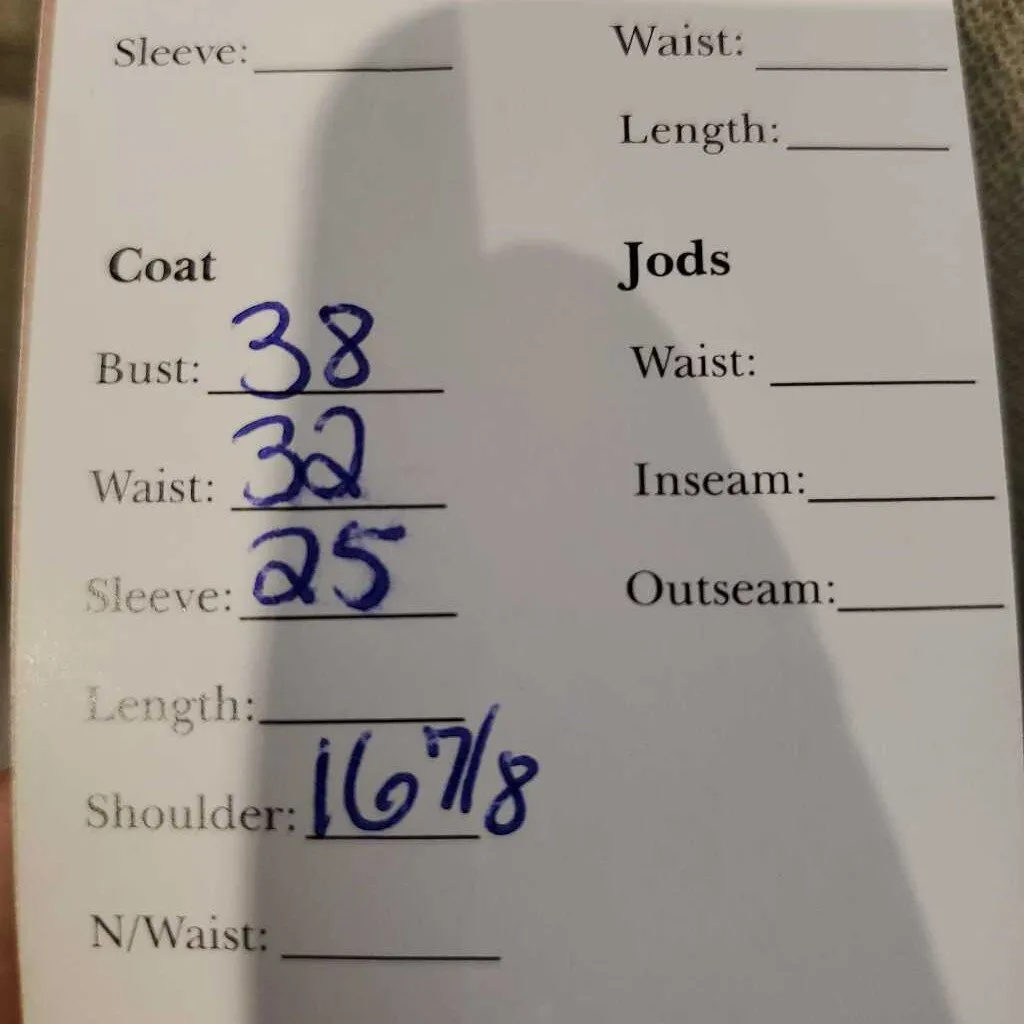 Sleeve:
Coat
Bust: 38
Waist: 32
Sleeve: 25
Length:
Shoulder: 16 7/8
N/Waist:
Waist:
Length:
Jods
Waist:
Inseam:
Outseam: